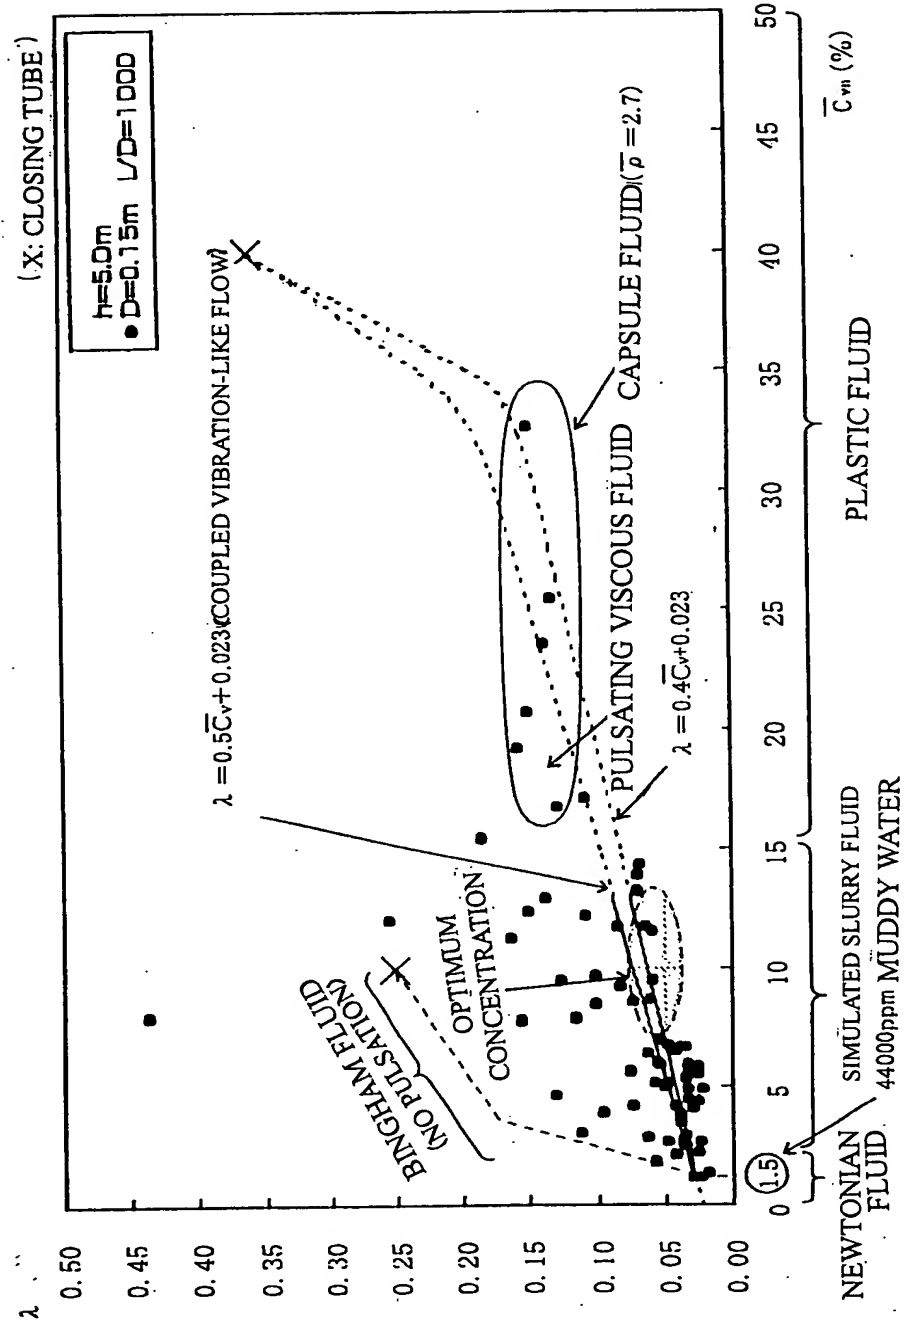 (X: CLOSING TUBE)
h=5.0m
●D=0.15m L/D=1000
λ
0.50
0.45
0.40
0.35
0.30
0.25
0.20
0.15
0.10
0.05
0.00
λ=0.5C̅v+0.023(COUPLED VIBRATION-LIKE FLOW)
BINGHAM FLUID
(NO PULSATION)
OPTIMUM
CONCENTRATION
PULSATING VISCOUS FLUID
CAPSULE FLUID(ρ̅=2.7)
λ=0.4C̅v+0.023
0
1.5
5
10
15
20
25
30
35
40
45
50
C̅vm (%)
NEWTONIAN
FLUID
SIMULATED SLURRY FLUID
44000ppm MUDDY WATER
PLASTIC FLUID